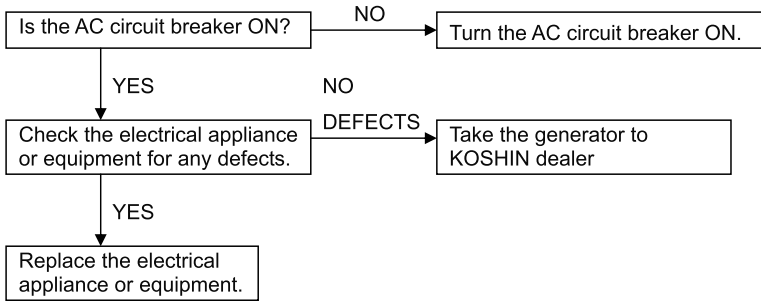 Is the AC circuit breaker ON?
NO
Turn the AC circuit breaker ON.
YES
NO
DEFECTS
Check the electrical appliance
or equipment for any defects.
Take the generator to
KOSHIN dealer
YES
Replace the electrical
appliance or equipment.